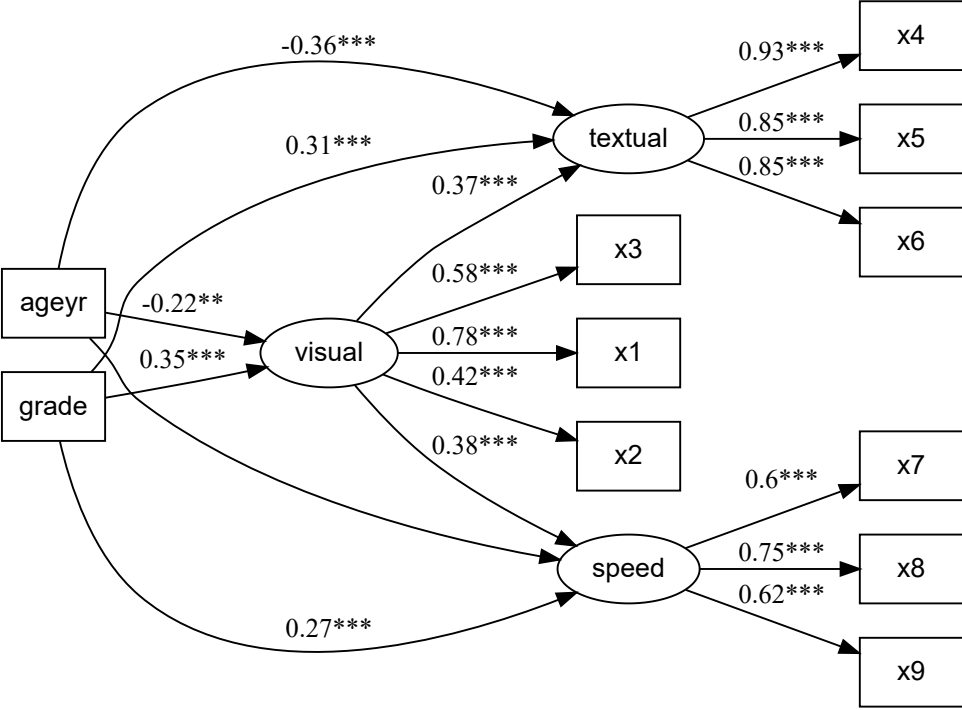 -0.36***
0.93***
x4
0.31***
textual
0.85***
x5
0.85***
0.37***
x6
x3
0.58***
ageyr
-0.22**
visual
0.78***
x1
0.35***
0.42***
grade
x2
0.38***
x7
0.6***
speed
0.75***
x8
0.62***
0.27***
x9